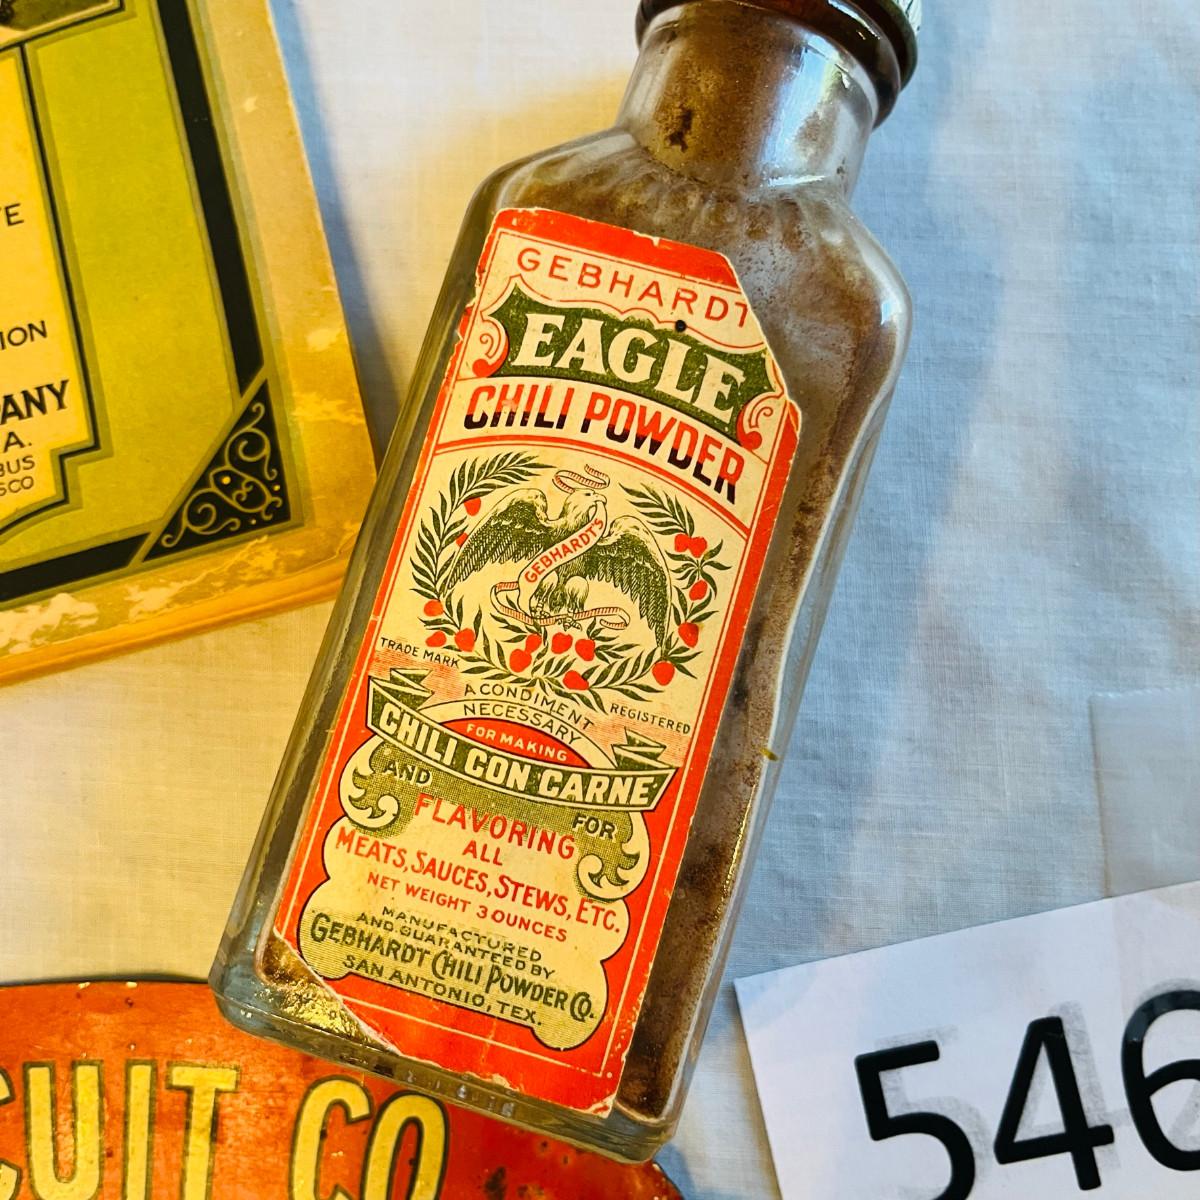 TE
ION
ANY
A.
BUS
SCO
GEBHARDT
EAGLE
CHILI POWDER
GEBHARDT'S
TRADE MARK
REGISTERED
A CONDIMENT
NECESSARY
FOR MAKING
CHILI CON CARNE
AND
FLAVORING
FOR
ALL
MEATS, SAUCES, STEWS, ETC.
NET WEIGHT 3 OUNCES
MANUFACTURED
AND GUARANTEED BY
GEBHARDT CHILI POWDER CO.
SAN ANTONIO, TEX.
CUIT CO
546